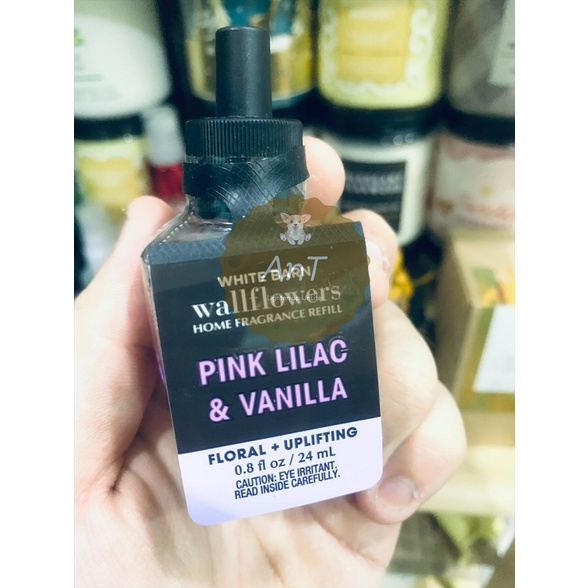 AnT
WHITE BARN
wallflowers
HOME FRAGRANCE REFILL
PINK LILAC
& VANILLA
FLORAL + UPLIFTING
0.8 fl oz / 24 mL
CAUTION: EYE IRRITANT.
READ INSIDE CAREFULLY.